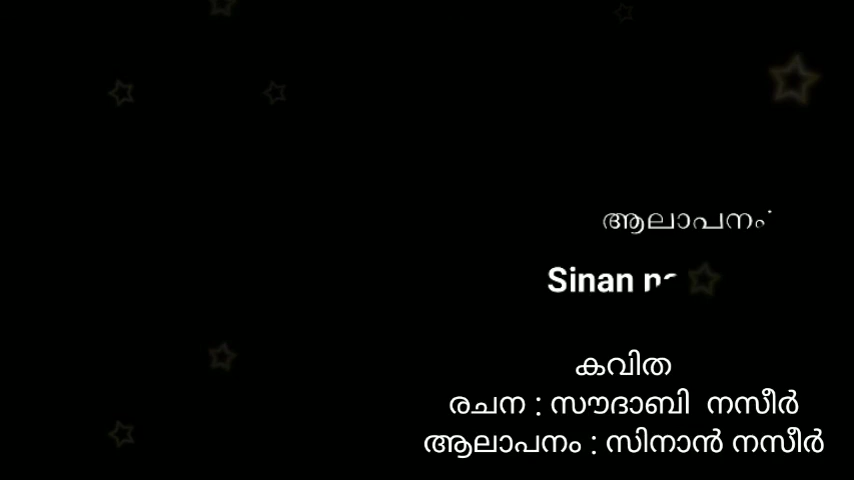 ആലാപനം
Sinan
കവിത
രചന : സൗദാബി നസീർ
ആലാപനം : സിനാൻ നസീർ